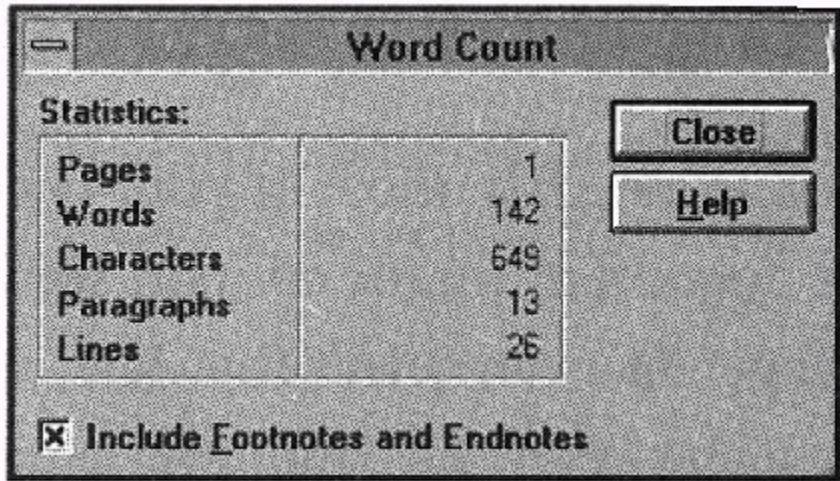 Word Count
Statistics:
Close
Pages 1
Words 142
Help
Characters 649
Paragraphs 13
Lines 26
Include Footnotes and Endnotes